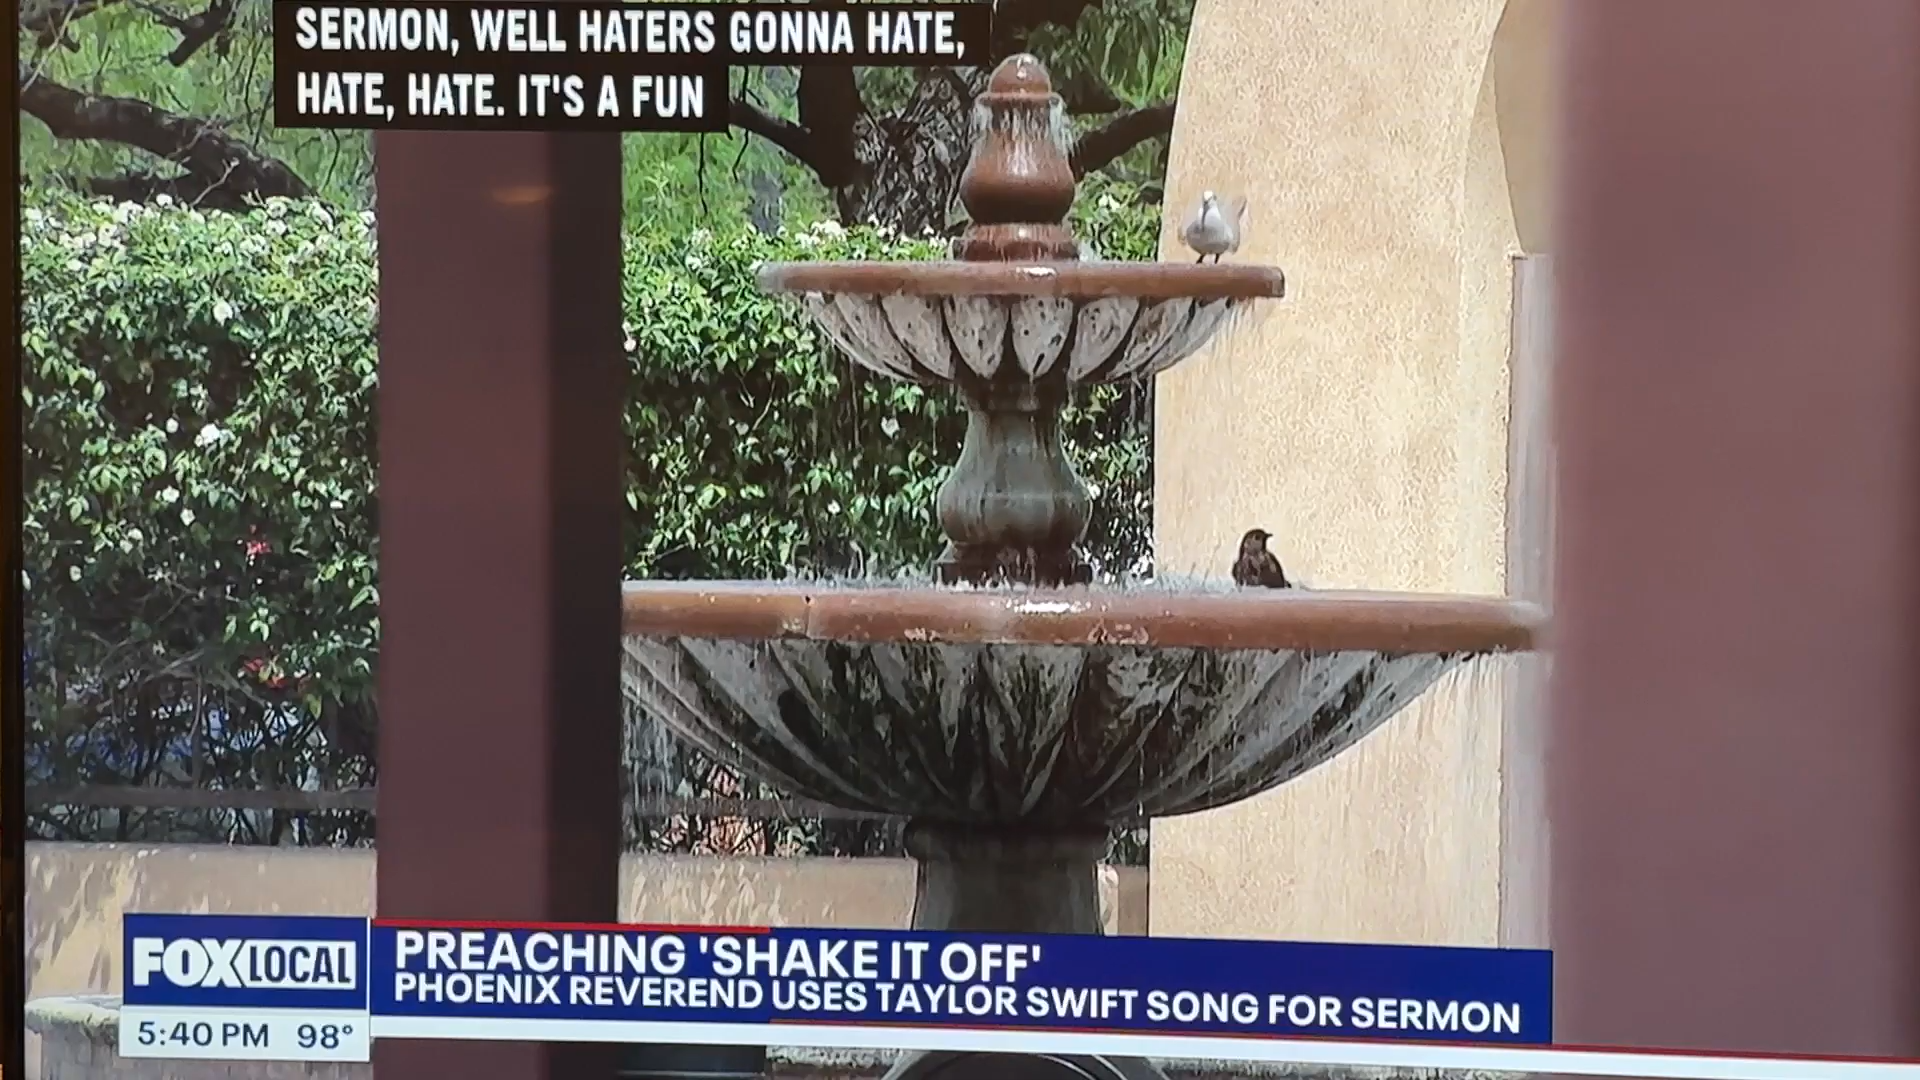 SERMON, WELL HATERS GONNA HATE,
HATE, HATE. IT'S A FUN
FOX LOCAL
PREACHING 'SHAKE IT OFF'
PHOENIX REVEREND USES TAYLOR SWIFT SONG FOR SERMON
5:40 PM 98°